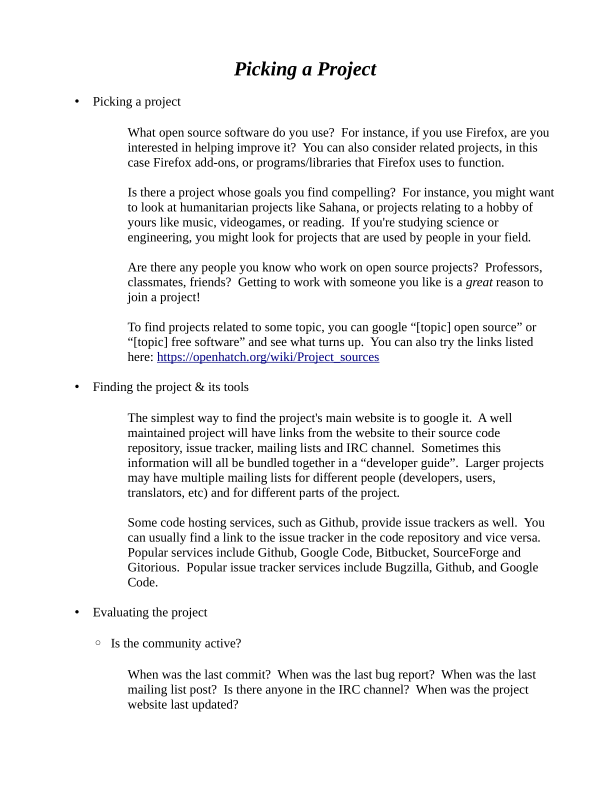 Picking a Project
• Picking a project
What open source software do you use?  For instance, if you use Firefox, are you
interested in helping improve it?  You can also consider related projects, in this
case Firefox add-ons, or programs/libraries that Firefox uses to function.
Is there a project whose goals you find compelling?  For instance, you might want
to look at humanitarian projects like Sahana, or projects relating to a hobby of
yours like music, videogames, or reading.  If you're studying science or
engineering, you might look for projects that are used by people in your field.
Are there any people you know who work on open source projects?  Professors,
classmates, friends?  Getting to work with someone you like is a great reason to
join a project!
To find projects related to some topic, you can google “[topic] open source” or
“[topic] free software” and see what turns up.  You can also try the links listed
here: https://openhatch.org/wiki/Project_sources
• Finding the project & its tools
The simplest way to find the project's main website is to google it.  A well
maintained project will have links from the website to their source code
repository, issue tracker, mailing lists and IRC channel.  Sometimes this
information will all be bundled together in a “developer guide”.  Larger projects
may have multiple mailing lists for different people (developers, users,
translators, etc) and for different parts of the project.
Some code hosting services, such as Github, provide issue trackers as well.  You
can usually find a link to the issue tracker in the code repository and vice versa.
Popular services include Github, Google Code, Bitbucket, SourceForge and
Gitorious.  Popular issue tracker services include Bugzilla, Github, and Google
Code.
• Evaluating the project
○ Is the community active?
When was the last commit?  When was the last bug report?  When was the last
mailing list post?  Is there anyone in the IRC channel?  When was the project
website last updated?